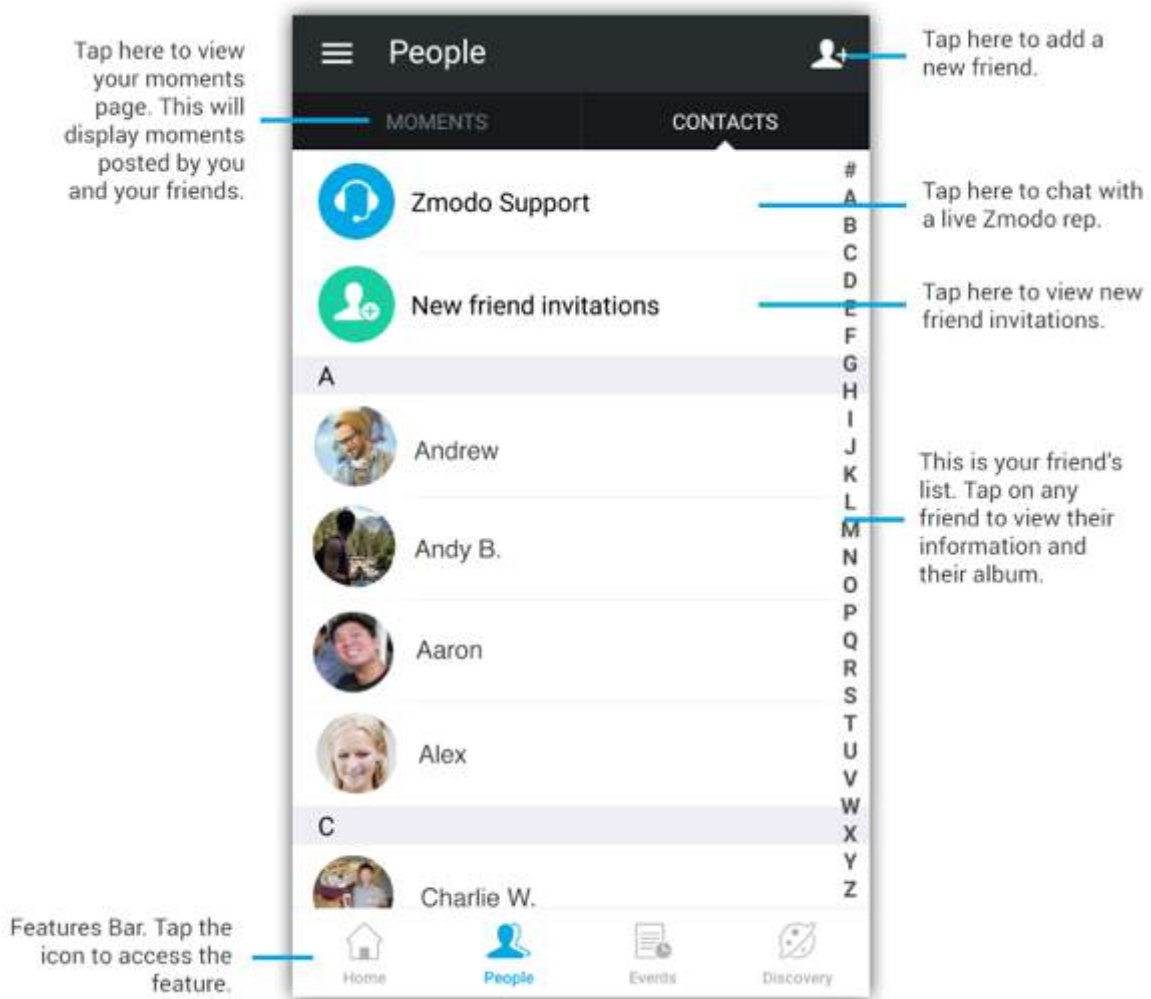 Tap here to view
your moments
page. This will
display moments
posted by you
and your friends.
People
Tap here to add a
new friend.
MOMENTS
CONTACTS
Zmodo Support
Tap here to chat with
a live Zmodo rep.
New friend invitations
Tap here to view new
friend invitations.
A
Andrew
Andy B.
Aaron
Alex
C
Charlie W.
This is your friend's
list. Tap on any
friend to view their
information and
their album.
#
A
B
C
D
E
F
G
H
I
J
K
L
M
N
O
P
Q
R
S
T
U
V
W
X
Y
Z
Features Bar. Tap the
icon to access the
feature.
Home
People
Events
Discovery